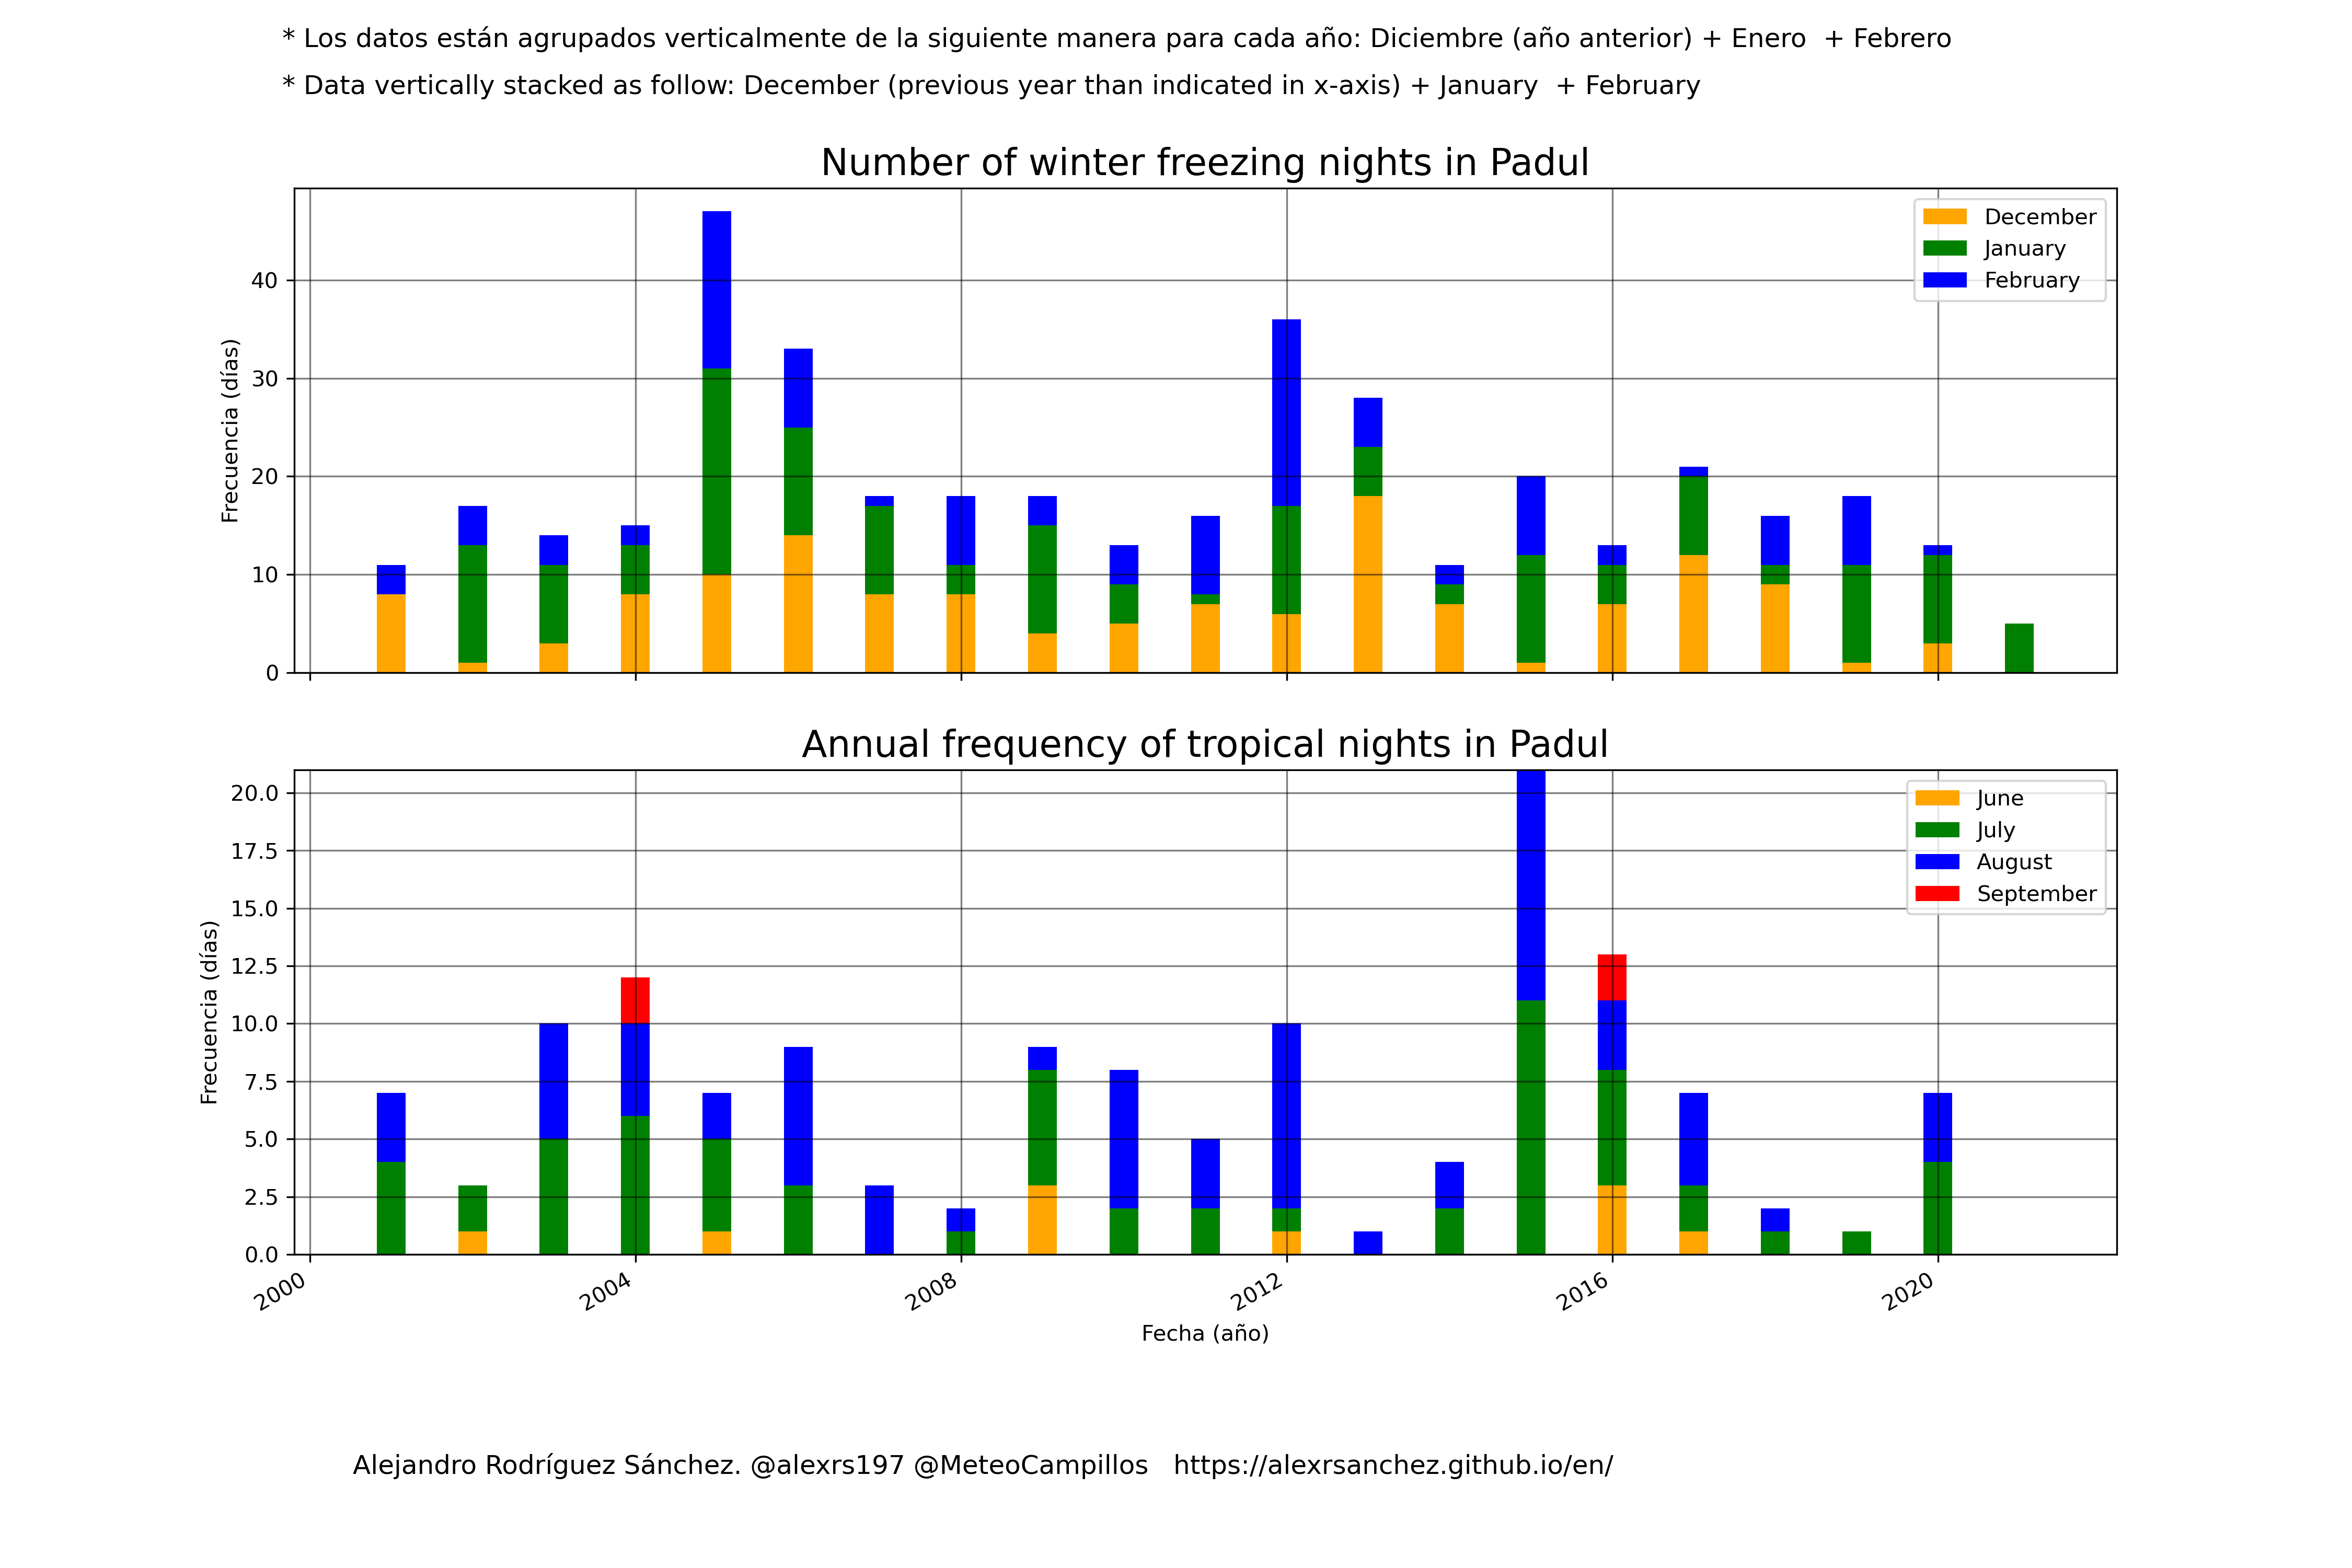 * Los datos están agrupados verticalmente de la siguiente manera para cada año: Diciembre (año anterior) + Enero  + Febrero
* Data vertically stacked as follow: December (previous year than indicated in x-axis) + January  + February
Number of winter freezing nights in Padul
Frecuencia (días)
40
30
20
10
0
December
January
February
Annual frequency of tropical nights in Padul
Frecuencia (días)
20.0
17.5
15.0
12.5
10.0
7.5
5.0
2.5
0.0
June
July
August
September
2000
2004
2008
2012
2016
2020
Fecha (año)
Alejandro Rodríguez Sánchez. @alexrs197 @MeteoCampillos   https://alexrsanchez.github.io/en/